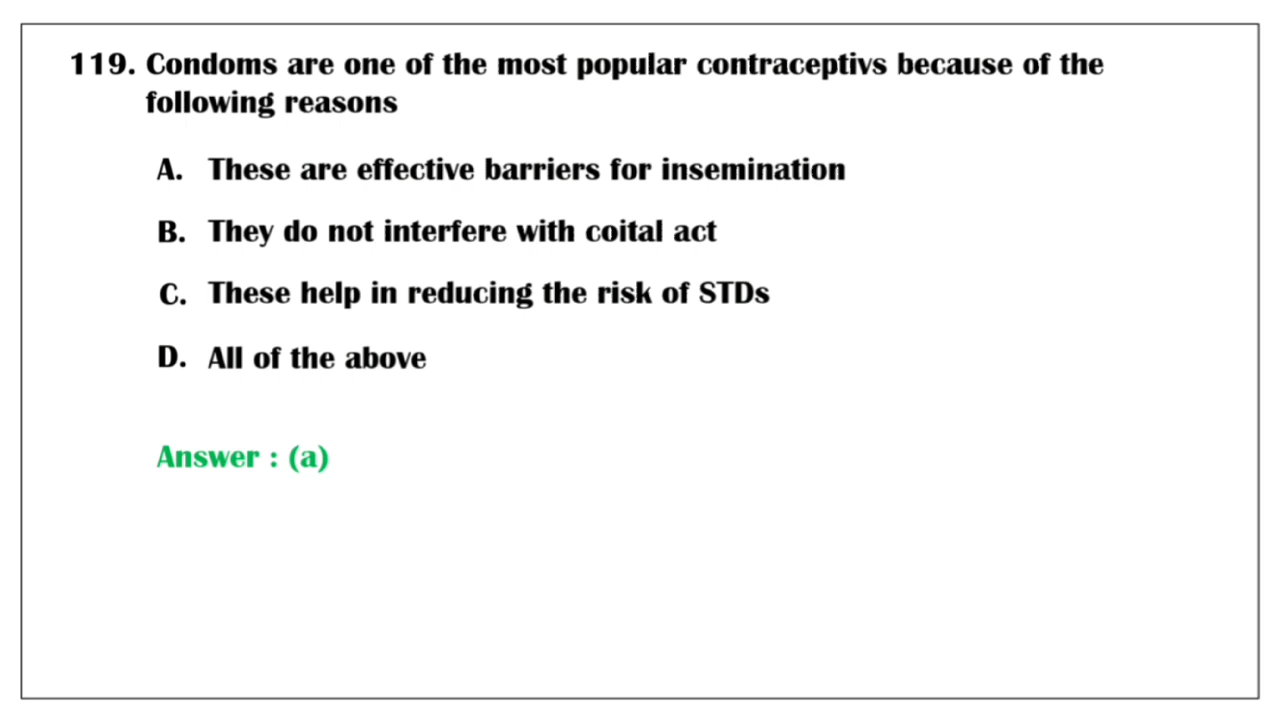 119. Condoms are one of the most popular contraceptivs because of the
following reasons
A. These are effective barriers for insemination
B. They do not interfere with coital act
C. These help in reducing the risk of STDs
D. All of the above
Answer : (a)